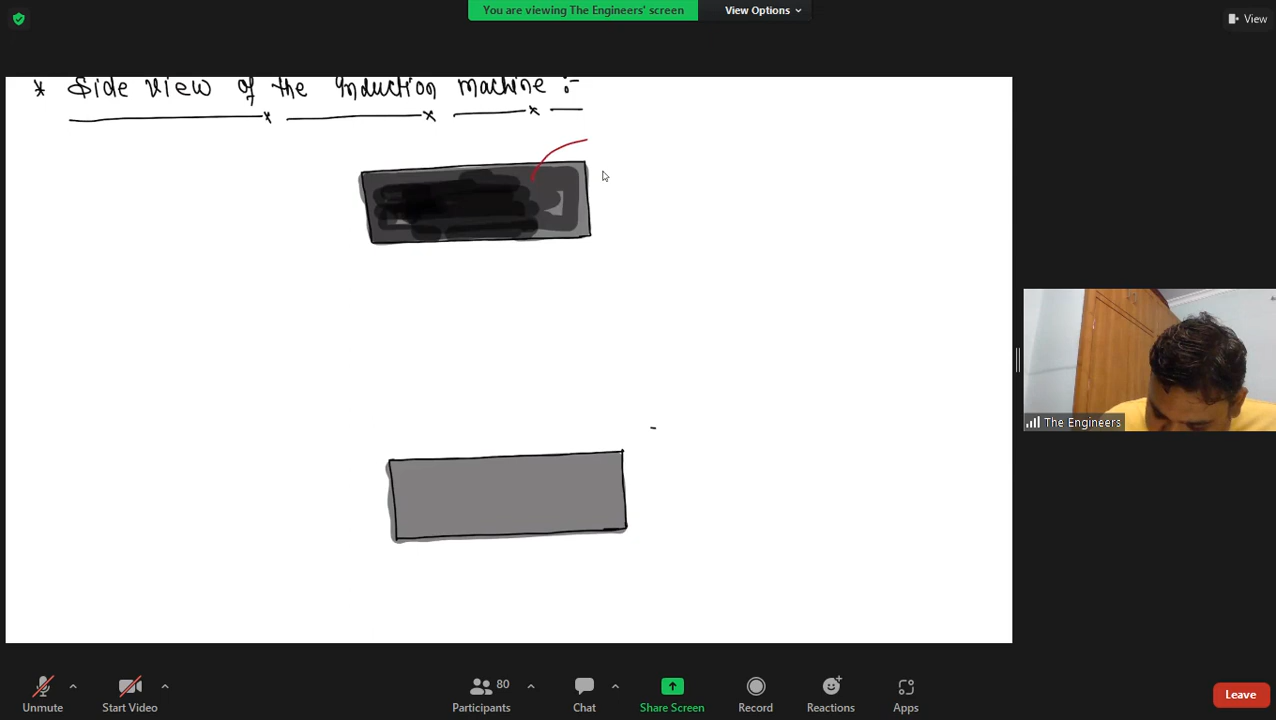 You are viewing The Engineers' screen
View Options
View
* Side View of the Induction machine :-
The Engineers
Unmute
Start Video
80
Participants
Chat
Share Screen
Record
Reactions
Apps
Leave